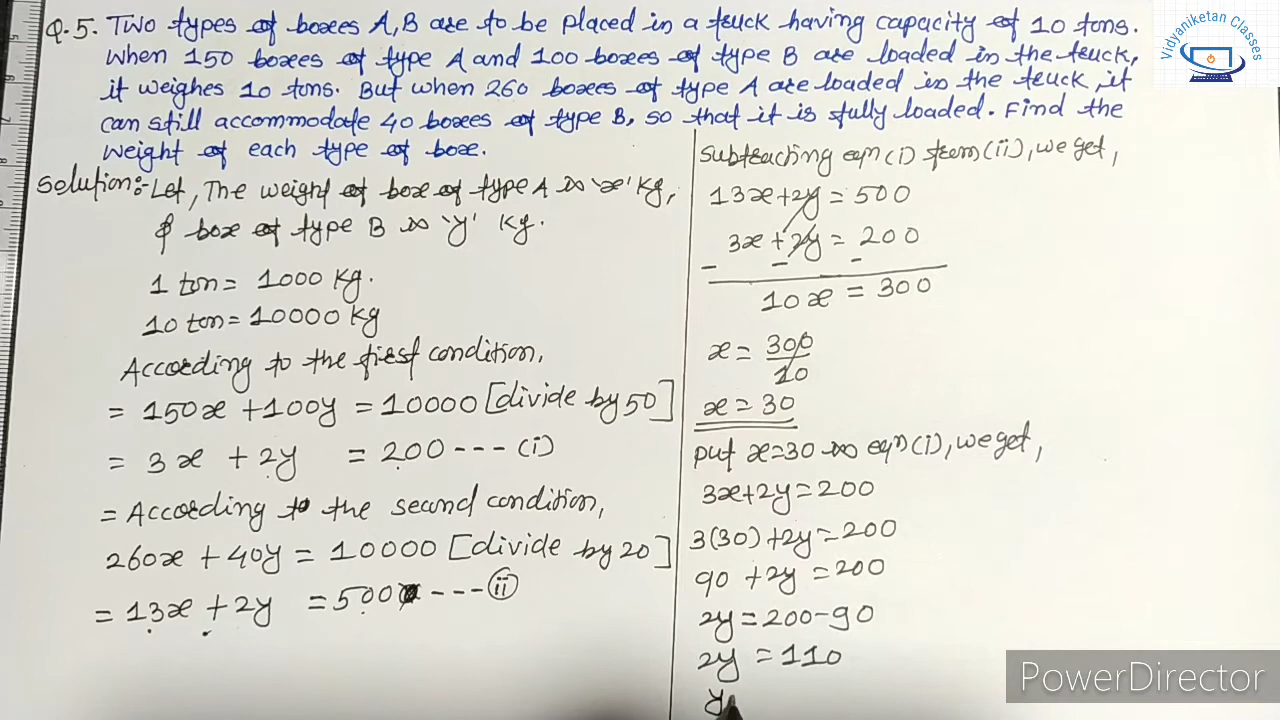 Q.5. Two types of boxes A,B are to be placed in a truck having capacity of 10 tons.
When 150 boxes of type A and 100 boxes of type B are loaded in the truck,
it weighes 10 tons. But when 260 boxes of type A are loaded in the truck, it
can still accommodate 40 boxes of type B, so that it is fully loaded. Find the
weight of each type of box.
Solution:- Let, The weight of box of type A is 'x' kg,
& box of type B is 'y' kg.
1 ton = 1000 kg.
10 ton = 10000 kg
According to the first condition,
= 150x + 100y = 10000 [divide by 50]
= 3x + 2y = 200 --- (i)
= According to the second condition,
260x + 40y = 10000 [divide by 20]
= 13x + 2y = 500 --- (ii)
Subtracting eqn (i) from (ii), we get,
13x + 2y = 500
3x + 2y = 200
- - -
10x = 300
x = 300
10
x = 30
put x = 30 in eqn (i), we get,
3x + 2y = 200
3(30) + 2y = 200
90 + 2y = 200
2y = 200 - 90
2y = 110
y
Vidyaniketan Classes
PowerDirector